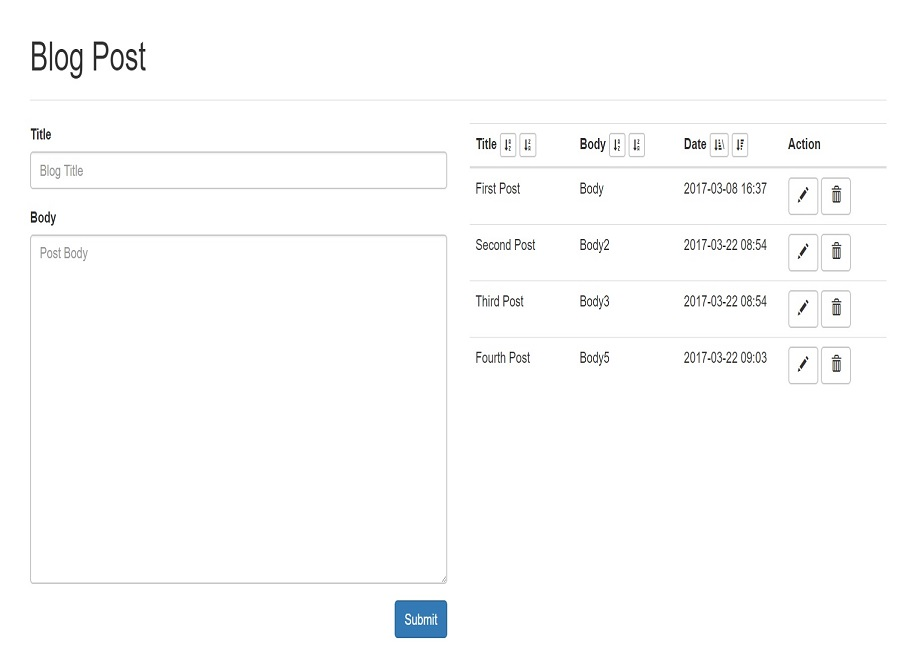 Blog Post
Title
Blog Title
Body
Post Body
Submit
Title Body Date Action
First Post Body 2017-03-08 16:37
Second Post Body2 2017-03-22 08:54
Third Post Body3 2017-03-22 08:54
Fourth Post Body5 2017-03-22 09:03